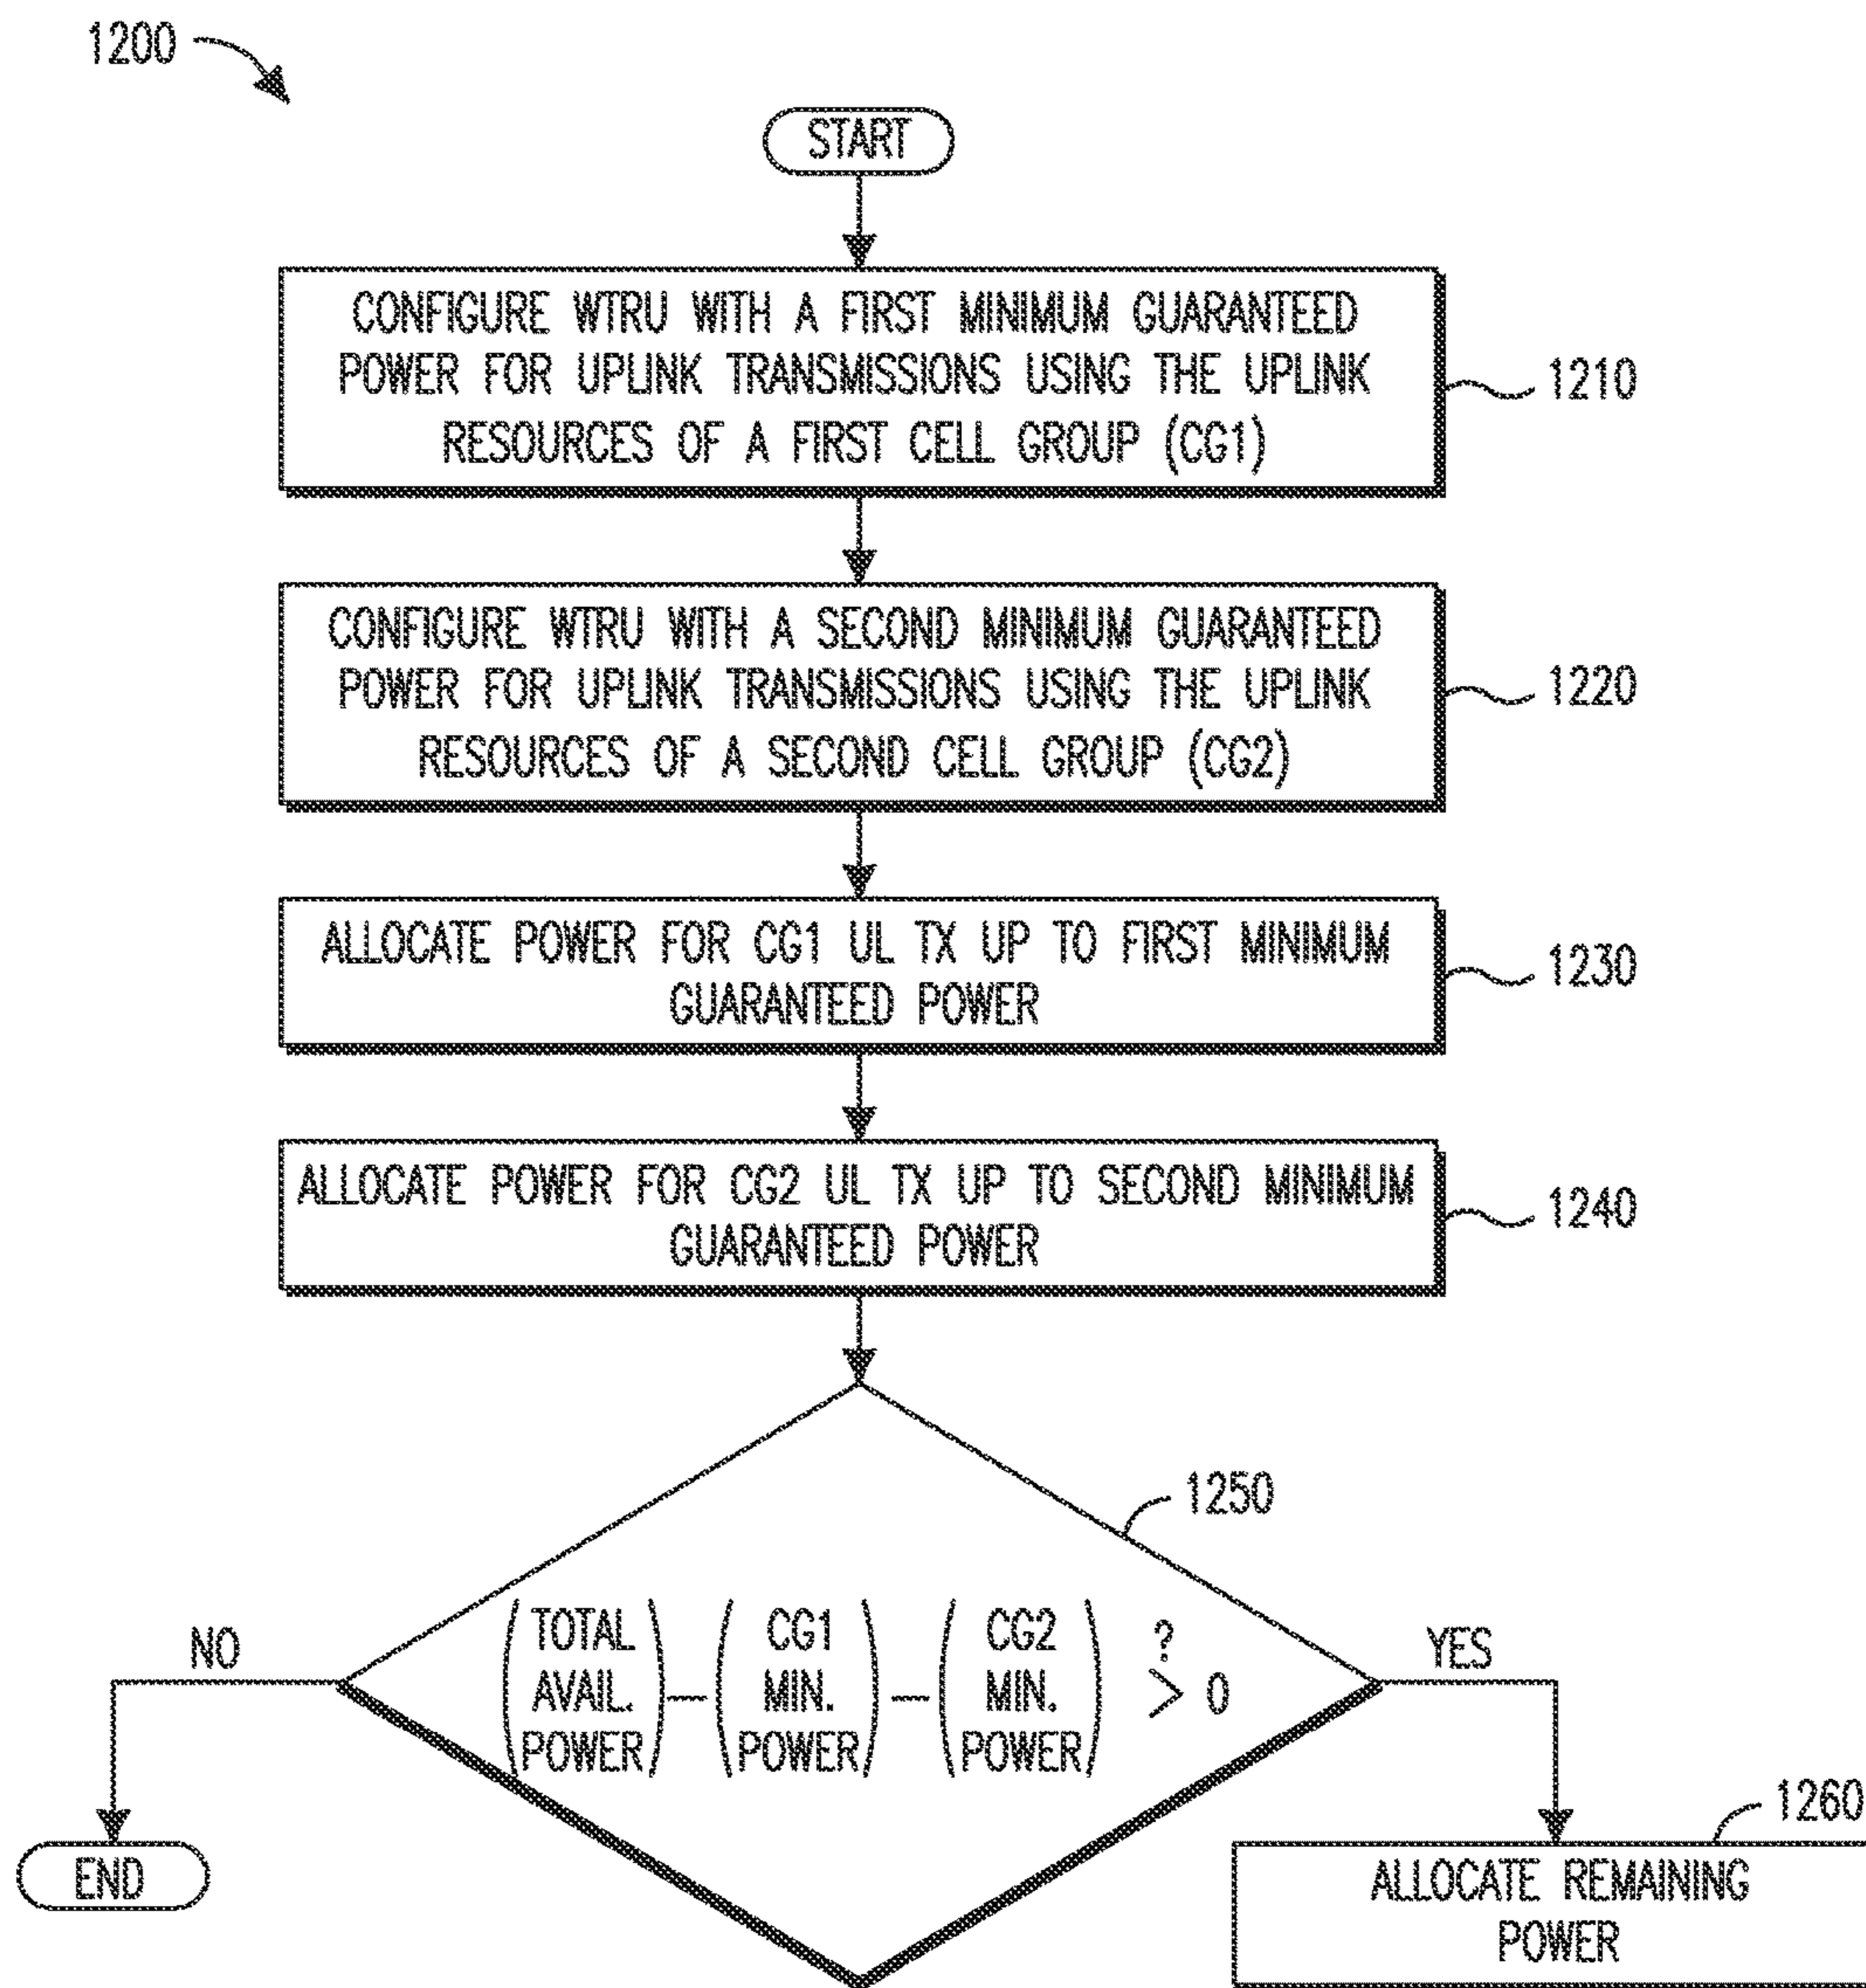 1200
START
CONFIGURE WTRU WITH A FIRST MINIMUM GUARANTEED
POWER FOR UPLINK TRANSMISSIONS USING THE UPLINK
RESOURCES OF A FIRST CELL GROUP (CG1)
1210
CONFIGURE WTRU WITH A SECOND MINIMUM GUARANTEED
POWER FOR UPLINK TRANSMISSIONS USING THE UPLINK
RESOURCES OF A SECOND CELL GROUP (CG2)
1220
ALLOCATE POWER FOR CG1 UL TX UP TO FIRST MINIMUM
GUARANTEED POWER
1230
ALLOCATE POWER FOR CG2 UL TX UP TO SECOND MINIMUM
GUARANTEED POWER
1240
1250
(TOTAL
AVAIL.
POWER)
–
(CG1
MIN.
POWER)
–
(CG2
MIN.
POWER)
?
> 0
NO
YES
END
1260
ALLOCATE REMAINING
POWER